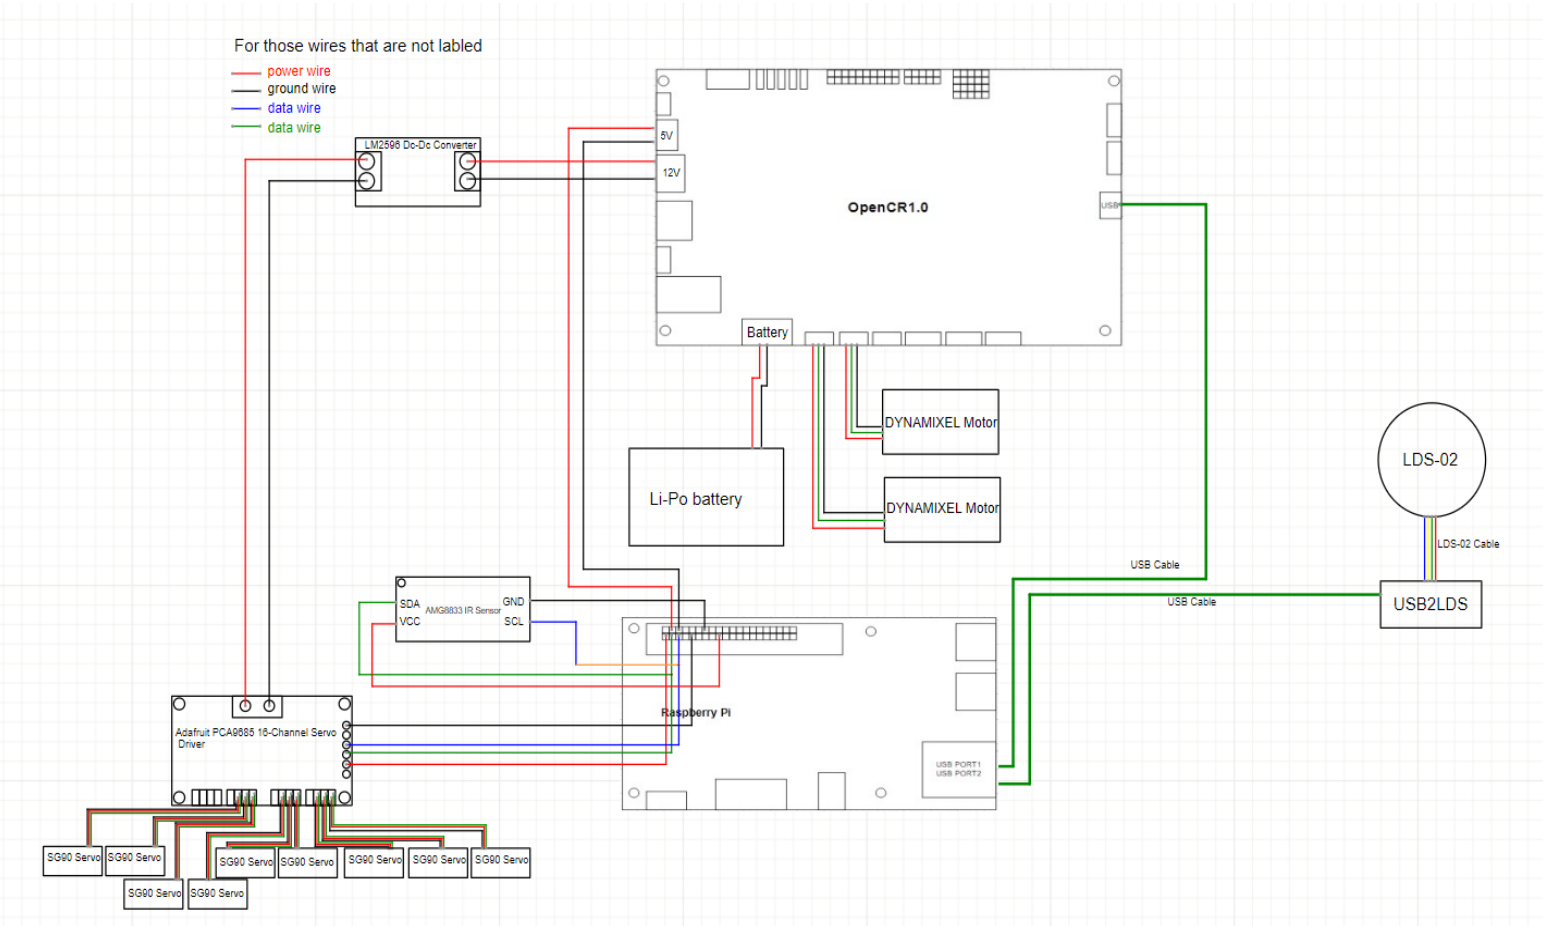 For those wires that are not labled
power wire
ground wire
data wire
data wire
LM2596 Dc-Dc Converter
5V
12V
OpenCR1.0
USB
Battery
DYNAMIXEL Motor
Li-Po battery
DYNAMIXEL Motor
LDS-02
LDS-02 Cable
USB Cable
USB Cable
USB2LDS
SDA
VCC
AMG8833 IR Sensor
GND
SCL
Raspberry Pi
Adafruit PCA9685 16-Channel Servo
Driver
USB PORT1
USB PORT2
SG90 Servo
SG90 Servo
SG90 Servo
SG90 Servo
SG90 Servo
SG90 Servo
SG90 Servo
SG90 Servo
SG90 Servo